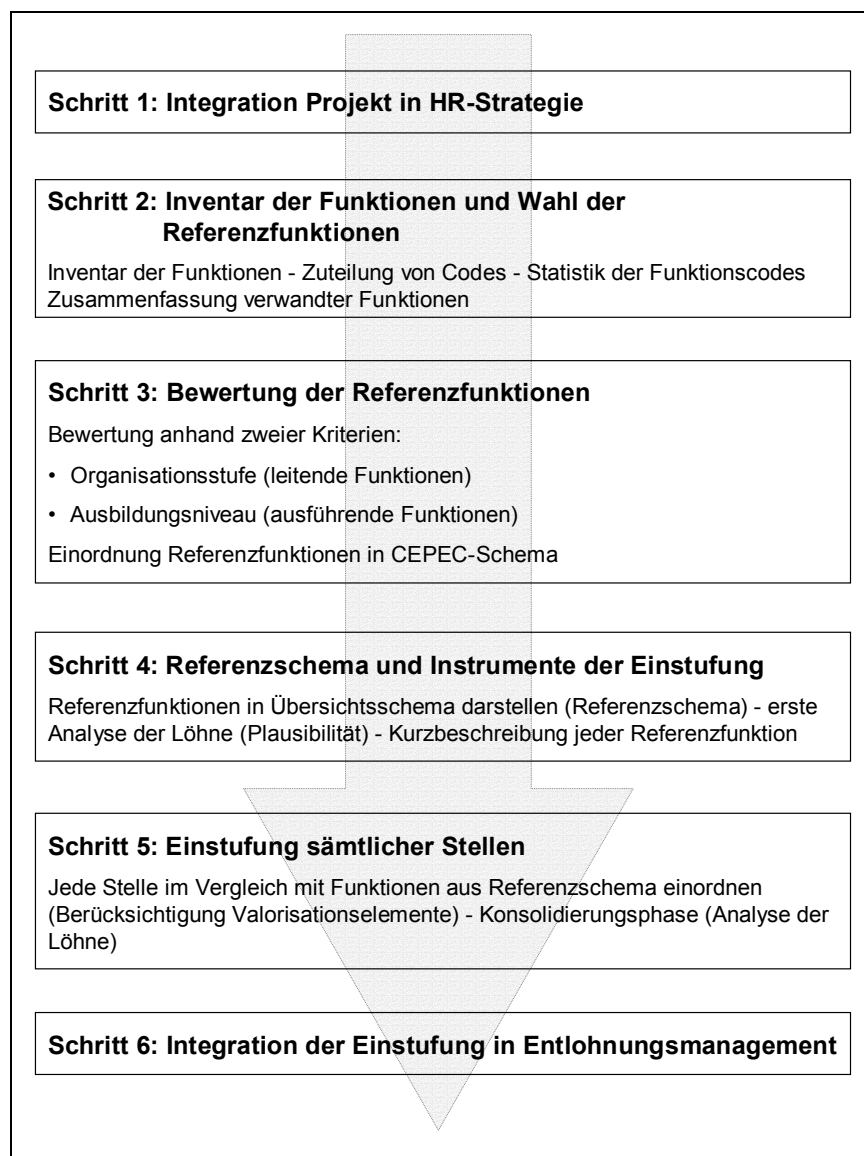 Schritt 1: Integration Projekt in HR-Strategie
Schritt 2: Inventar der Funktionen und Wahl der
Referenzfunktionen
Inventar der Funktionen - Zuteilung von Codes - Statistik der Funktionscodes
Zusammenfassung verwandter Funktionen
Schritt 3: Bewertung der Referenzfunktionen
Bewertung anhand zweier Kriterien:
• Organisationsstufe (leitende Funktionen)
• Ausbildungsniveau (ausführende Funktionen)
Einordnung Referenzfunktionen in CEPEC-Schema
Schritt 4: Referenzschema und Instrumente der Einstufung
Referenzfunktionen in Übersichtsschema darstellen (Referenzschema) - erste
Analyse der Löhne (Plausibilität) - Kurzbeschreibung jeder Referenzfunktion
Schritt 5: Einstufung sämtlicher Stellen
Jede Stelle im Vergleich mit Funktionen aus Referenzschema einordnen
(Berücksichtigung Valorisationselemente) - Konsolidierungsphase (Analyse der
Löhne)
Schritt 6: Integration der Einstufung in Entlohnungsmanagement